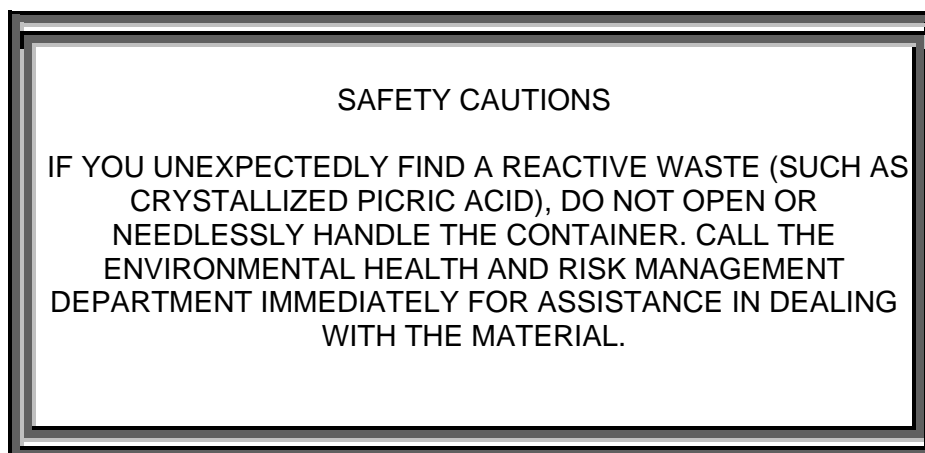 SAFETY CAUTIONS
IF YOU UNEXPECTEDLY FIND A REACTIVE WASTE (SUCH AS
CRYSTALLIZED PICRIC ACID), DO NOT OPEN OR
NEEDLESSLY HANDLE THE CONTAINER. CALL THE
ENVIRONMENTAL HEALTH AND RISK MANAGEMENT
DEPARTMENT IMMEDIATELY FOR ASSISTANCE IN DEALING
WITH THE MATERIAL.